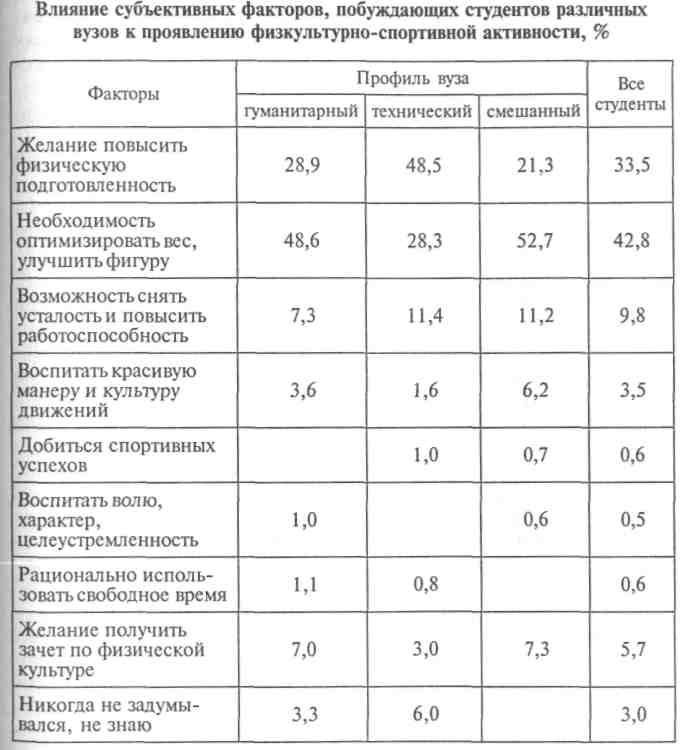 Влияние субъективных факторов, побуждающих студентов различных
вузов к проявлению физкультурно-спортивной активности, %
Факторы
Профиль вуза
Все
студенты
гуманитарный
технический
смешанный
Желание повысить
физическую
подготовленность
28,9
48,5
21,3
33,5
Необходимость
оптимизировать вес,
улучшить фигуру
48,6
28,3
52,7
42,8
Возможность снять
усталость и повысить
работоспособность
7,3
11,4
11,2
9,8
Воспитать красивую
манеру и культуру
движений
3,6
1,6
6,2
3,5
Добиться спортивных
успехов
1,0
0,7
0,6
Воспитать волю,
характер,
целеустремленность
1,0
0,6
0,5
Рационально исполь-
зовать свободное время
1,1
0,8
0,6
Желание получить
зачет по физической
культуре
7,0
3,0
7,3
5,7
Никогда не задумы-
вался, не знаю
3,3
6,0
3,0